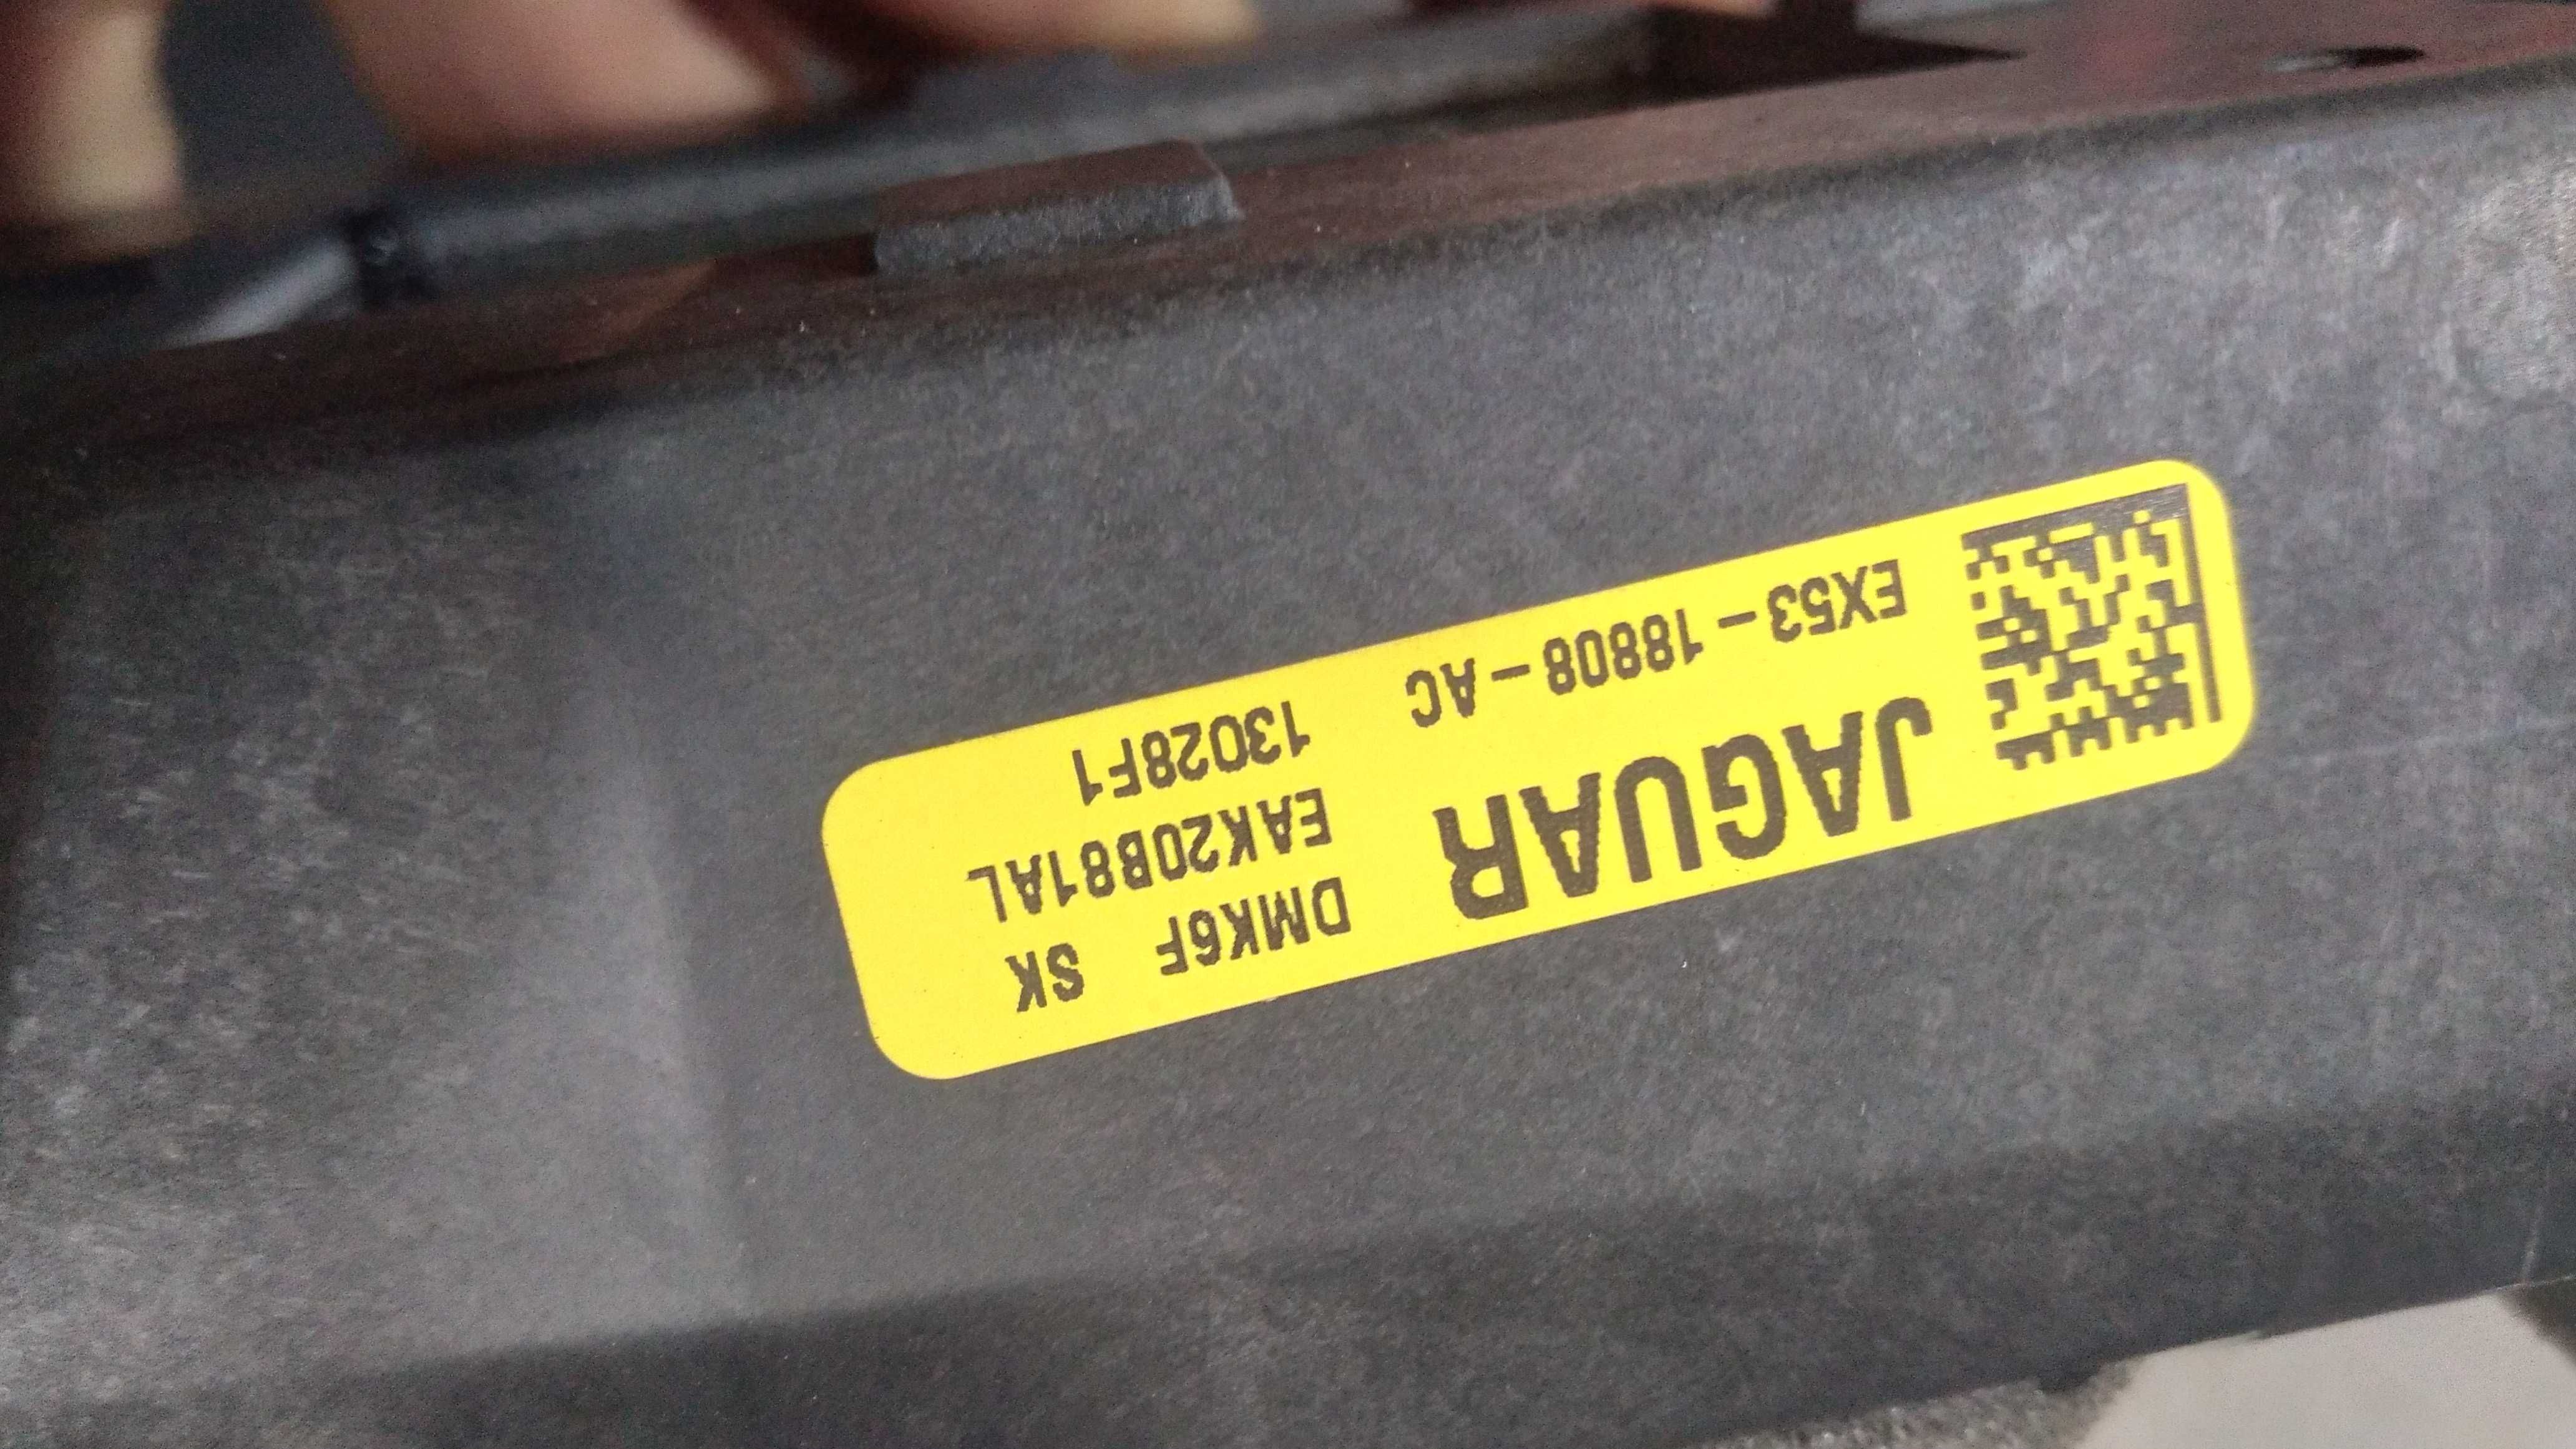 JAGUAR
EX53-18808-AC
DMK6F SK
EAK20B81AL
13028F1